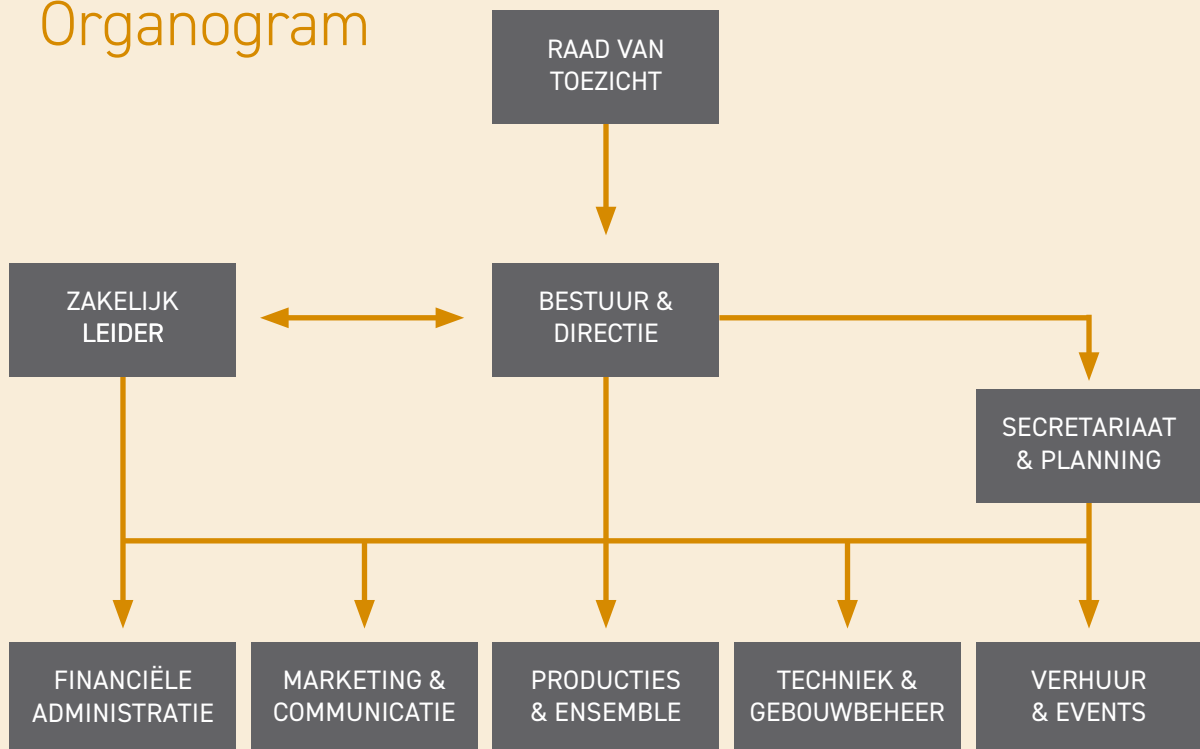 Organogram
RAAD VAN
TOEZICHT
ZAKELIJK
LEIDER
BESTUUR &
DIRECTIE
SECRETARIAAT
& PLANNING
FINANCIËLE
ADMINISTRATIE
MARKETING &
COMMUNICATIE
PRODUCTIES
& ENSEMBLE
TECHNIEK &
GEBOUWBEHEER
VERHUUR
& EVENTS